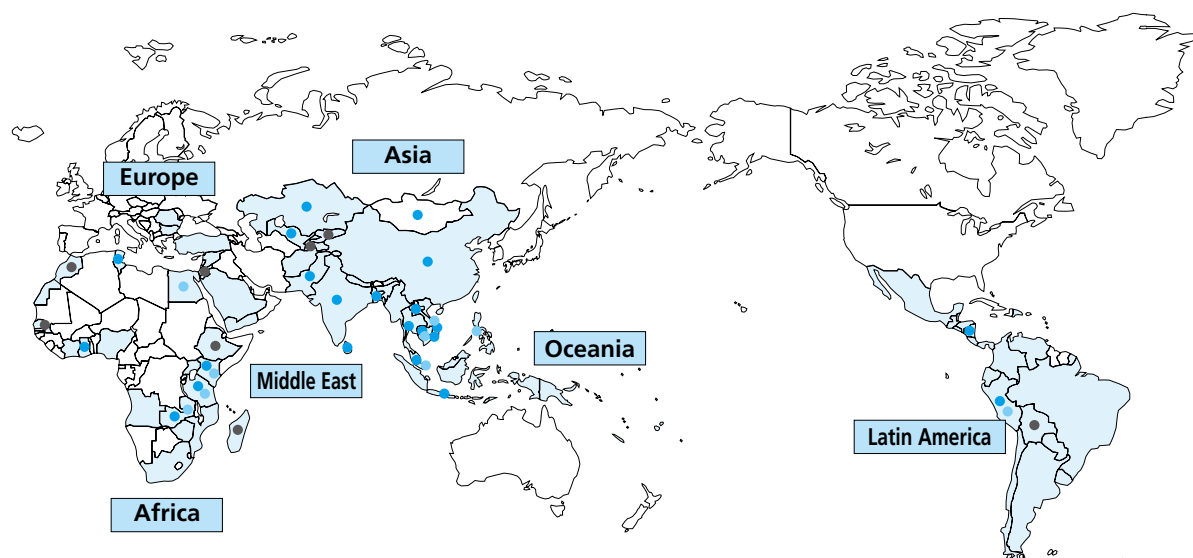 Asia
Europe
Oceania
Middle East
Latin America
Africa